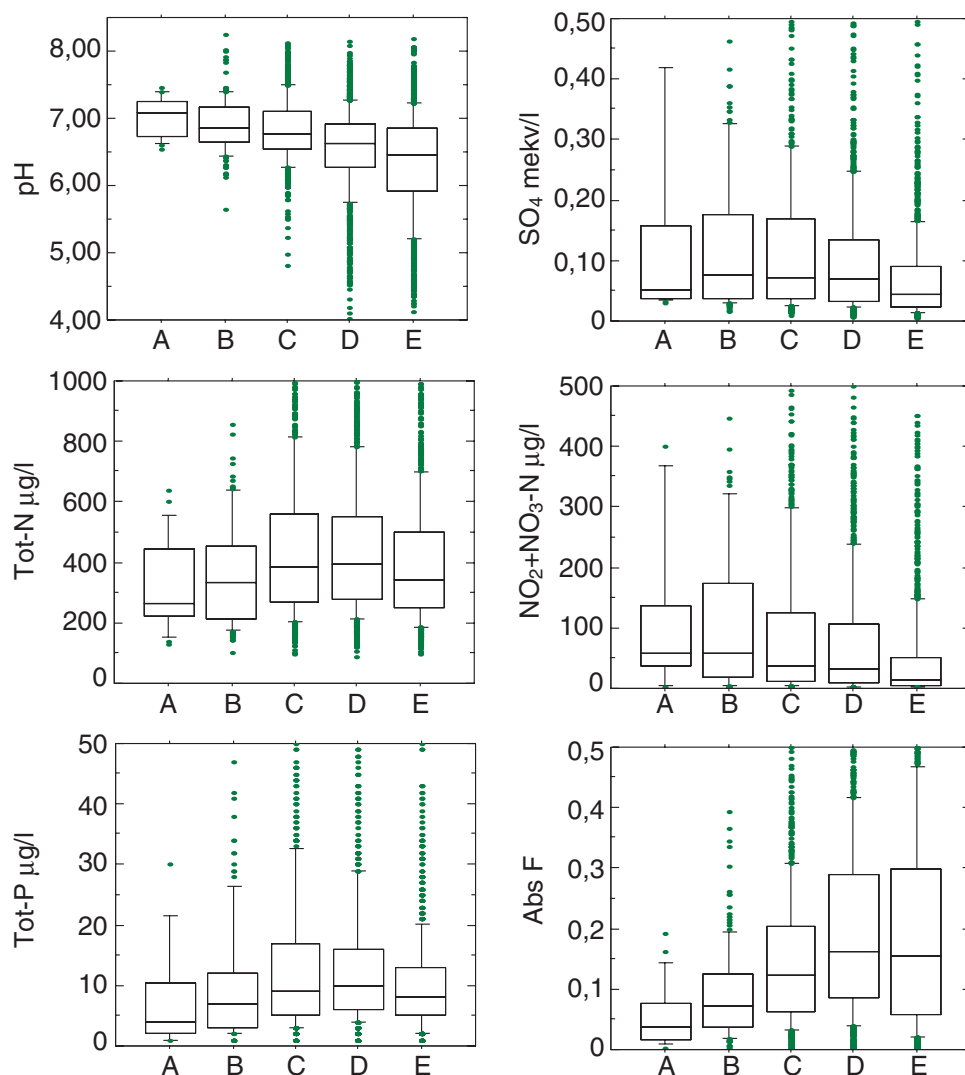 pH
8,00
7,00
6,00
5,00
4,00
A B C D E
SO₄ mekv/l
0,50
0,40
0,30
0,20
0,10
0
A B C D E
Tot-N µg/l
1000
800
600
400
200
0
A B C D E
NO₂+NO₃-N µg/l
500
400
300
200
100
0
A B C D E
Tot-P µg/l
50
40
30
20
10
0
A B C D E
Abs F
0,5
0,4
0,3
0,2
0,1
0
A B C D E